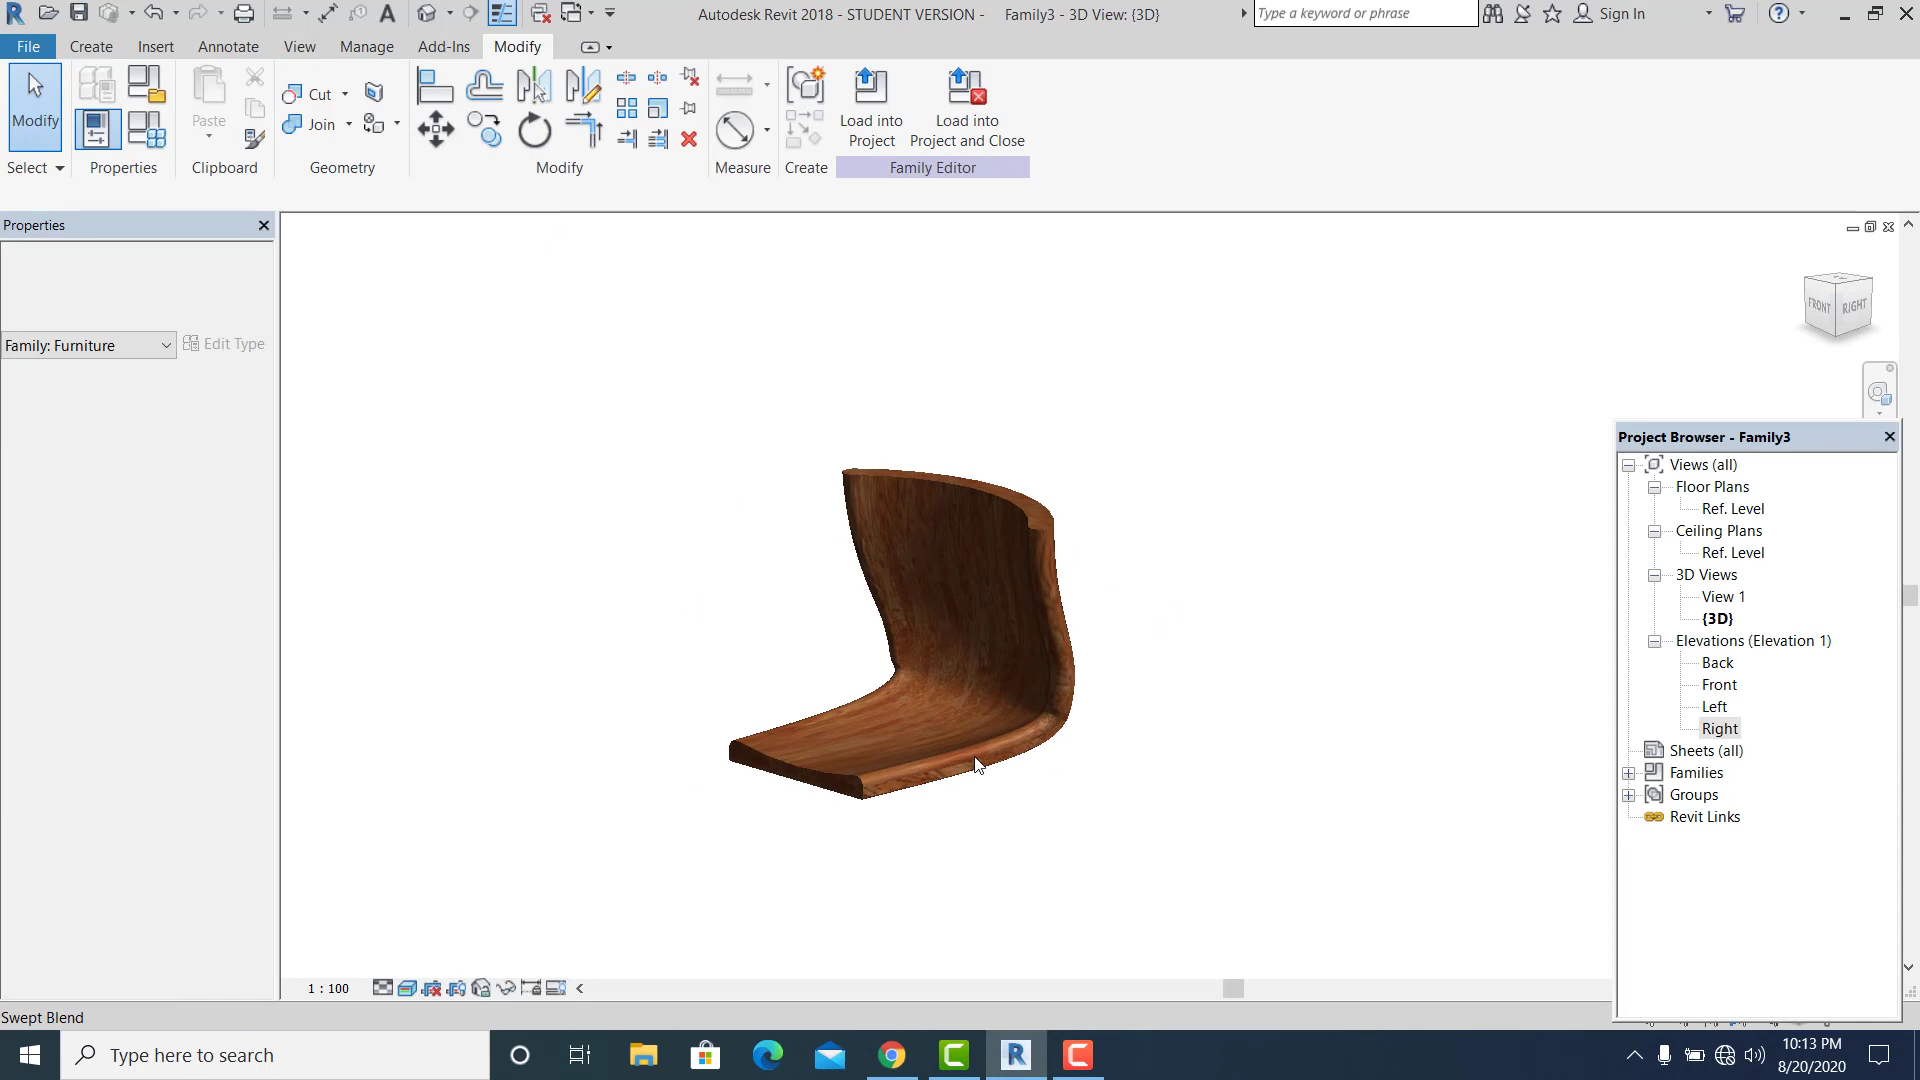 Autodesk Revit 2018 - STUDENT VERSION - Family3 - 3D View: {3D}
Type a keyword or phrase
Sign In
File Create Insert Annotate View Manage Add-Ins Modify
Modify
Cut
Join
Paste
Load into
Project
Load into
Project and Close
Select Properties Clipboard Geometry Modify Measure Create Family Editor
Properties
Family: Furniture
Edit Type
FRONT RIGHT
Project Browser - Family3
Views (all)
Floor Plans
Ref. Level
Ceiling Plans
Ref. Level
3D Views
View 1
{3D}
Elevations (Elevation 1)
Back
Front
Left
Right
Sheets (all)
Families
Groups
Revit Links
1 : 100
Swept Blend
Type here to search
10:13 PM
8/20/2020